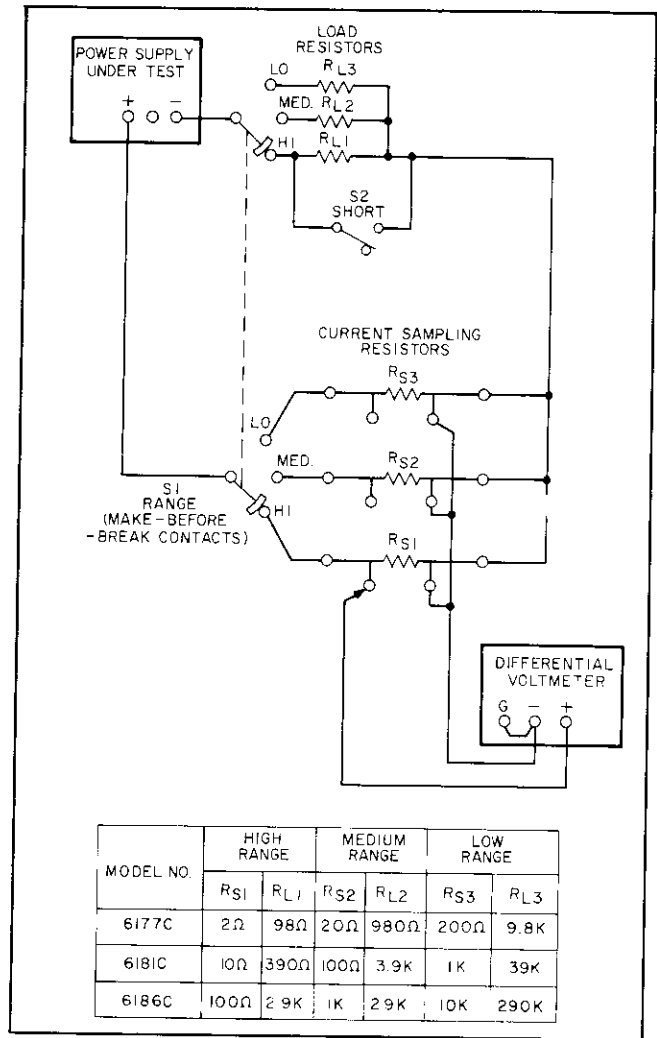 POWER SUPPLY
UNDER TEST
+ −
LOAD
RESISTORS
LO RL3
MED. RL2
HI RL1
S2
SHORT
CURRENT SAMPLING
RESISTORS
RS3
LO
MED. RS2
S1
RANGE
(MAKE-BEFORE
-BREAK CONTACTS)
HI
RS1
DIFFERENTIAL
VOLTMETER
G − +
MODEL NO. HIGH RANGE MEDIUM RANGE LOW RANGE
RS1 RL1 RS2 RL2 RS3 RL3
6177C 2Ω 98Ω 20Ω 980Ω 200Ω 9.8K
6181C 10Ω 390Ω 100Ω 3.9K 1K 39K
6186C 100Ω 2.9K 1K 29K 10K 290K